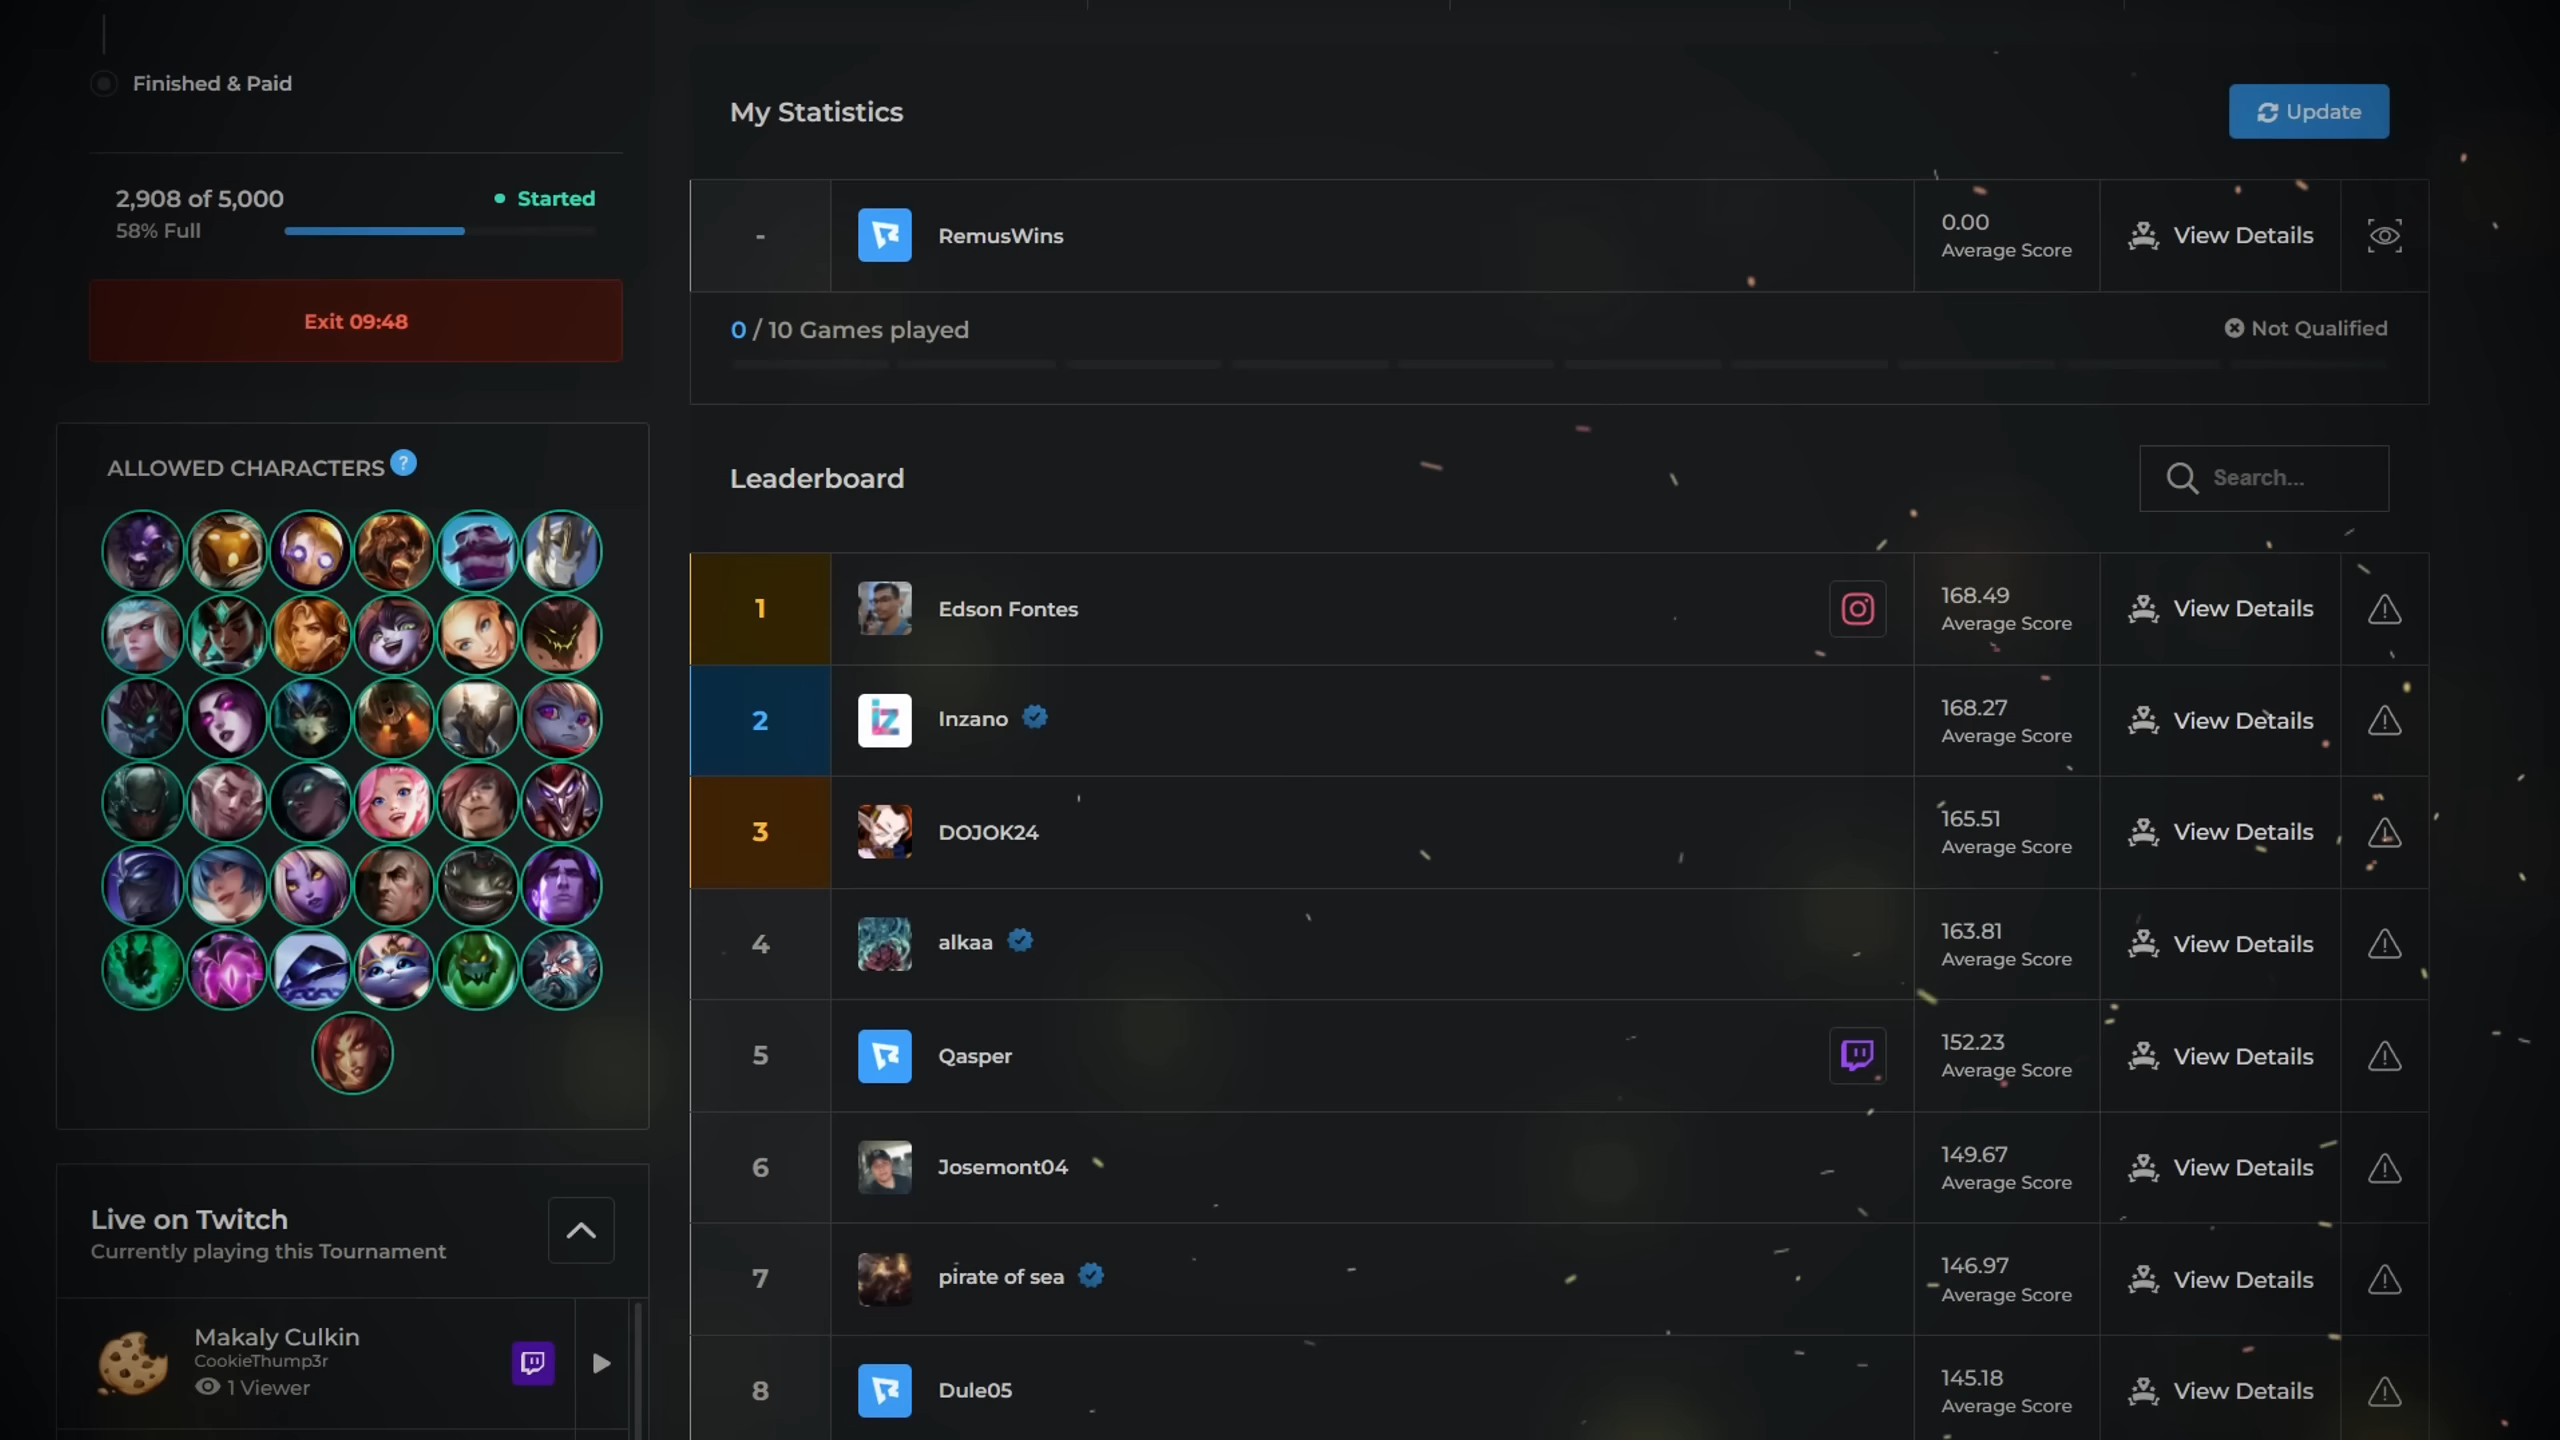 Finished & Paid
2,908 of 5,000
Started
58% Full
Exit 09:48
ALLOWED CHARACTERS ?
Live on Twitch
Currently playing this Tournament
Makaly Culkin
CookieThump3r
1 Viewer
My Statistics
Update
-
RemusWins
0.00
Average Score
View Details
0 / 10 Games played
Not Qualified
Leaderboard
Search...
1
Edson Fontes
168.49
Average Score
View Details
2
iz
Inzano
168.27
Average Score
View Details
3
DOJOK24
165.51
Average Score
View Details
4
alkaa
163.81
Average Score
View Details
5
Qasper
152.23
Average Score
View Details
6
Josemont04
149.67
Average Score
View Details
7
pirate of sea
146.97
Average Score
View Details
8
Dule05
145.18
Average Score
View Details